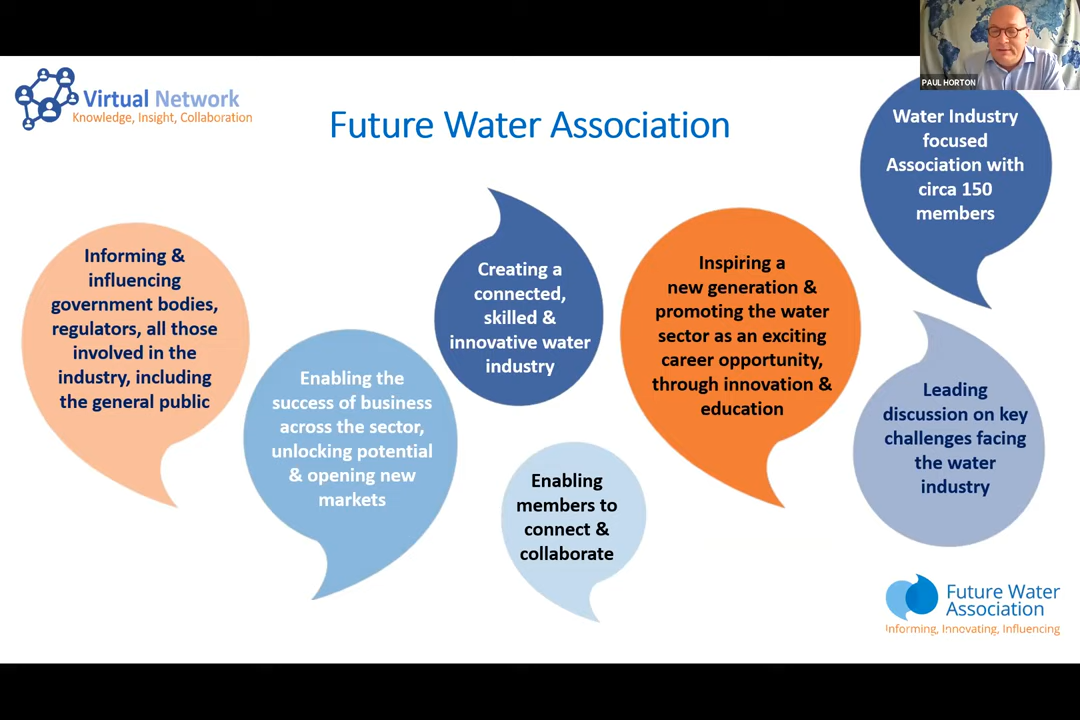 PAUL HORTON
Virtual Network
Knowledge, Insight, Collaboration
Future Water Association
Water Industry
focused
Association with
circa 150
members
Informing &
influencing
government bodies,
regulators, all those
involved in the
industry, including
the general public
Enabling the
success of business
across the sector,
unlocking potential
& opening new
markets
Creating a
connected,
skilled &
innovative water
industry
Enabling
members to
connect &
collaborate
Inspiring a
new generation &
promoting the water
sector as an exciting
career opportunity,
through innovation &
education
Leading
discussion on key
challenges facing
the water
industry
Future Water
Association
Informing, Innovating, Influencing